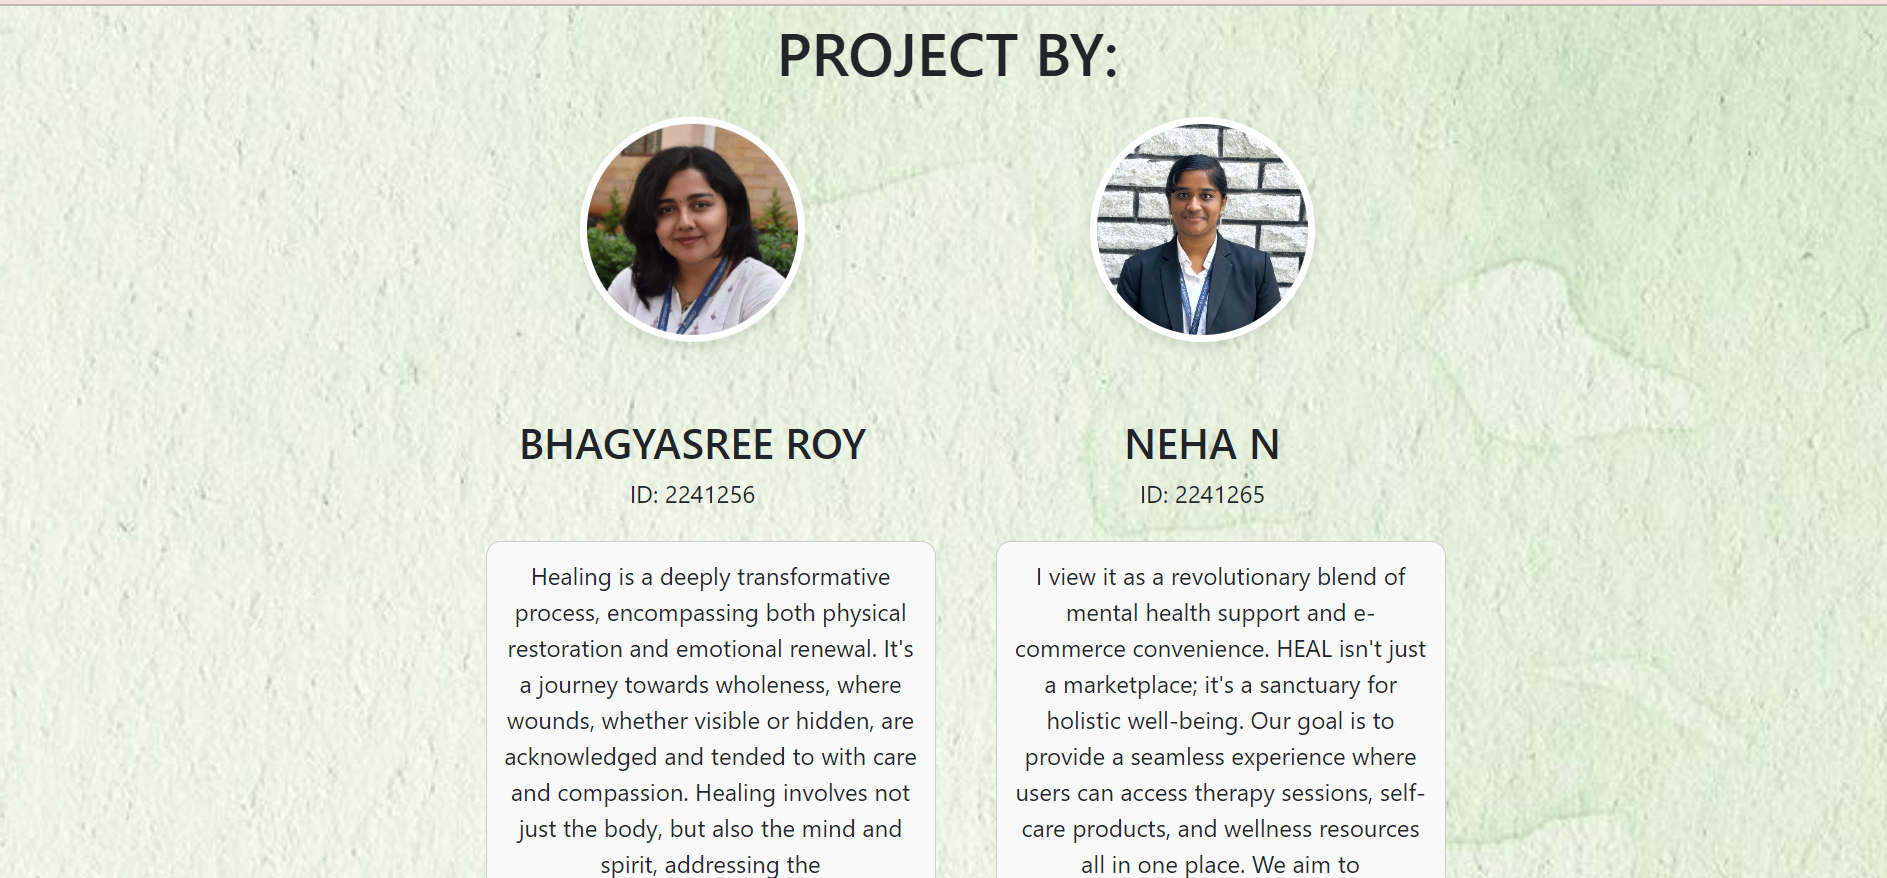 PROJECT BY:
BHAGYASREE ROY
ID: 2241256
Healing is a deeply transformative
process, encompassing both physical
restoration and emotional renewal. It's
a journey towards wholeness, where
wounds, whether visible or hidden, are
acknowledged and tended to with care
and compassion. Healing involves not
just the body, but also the mind and
spirit, addressing the
NEHA N
ID: 2241265
I view it as a revolutionary blend of
mental health support and e-
commerce convenience. HEAL isn't just
a marketplace; it's a sanctuary for
holistic well-being. Our goal is to
provide a seamless experience where
users can access therapy sessions, self-
care products, and wellness resources
all in one place. We aim to